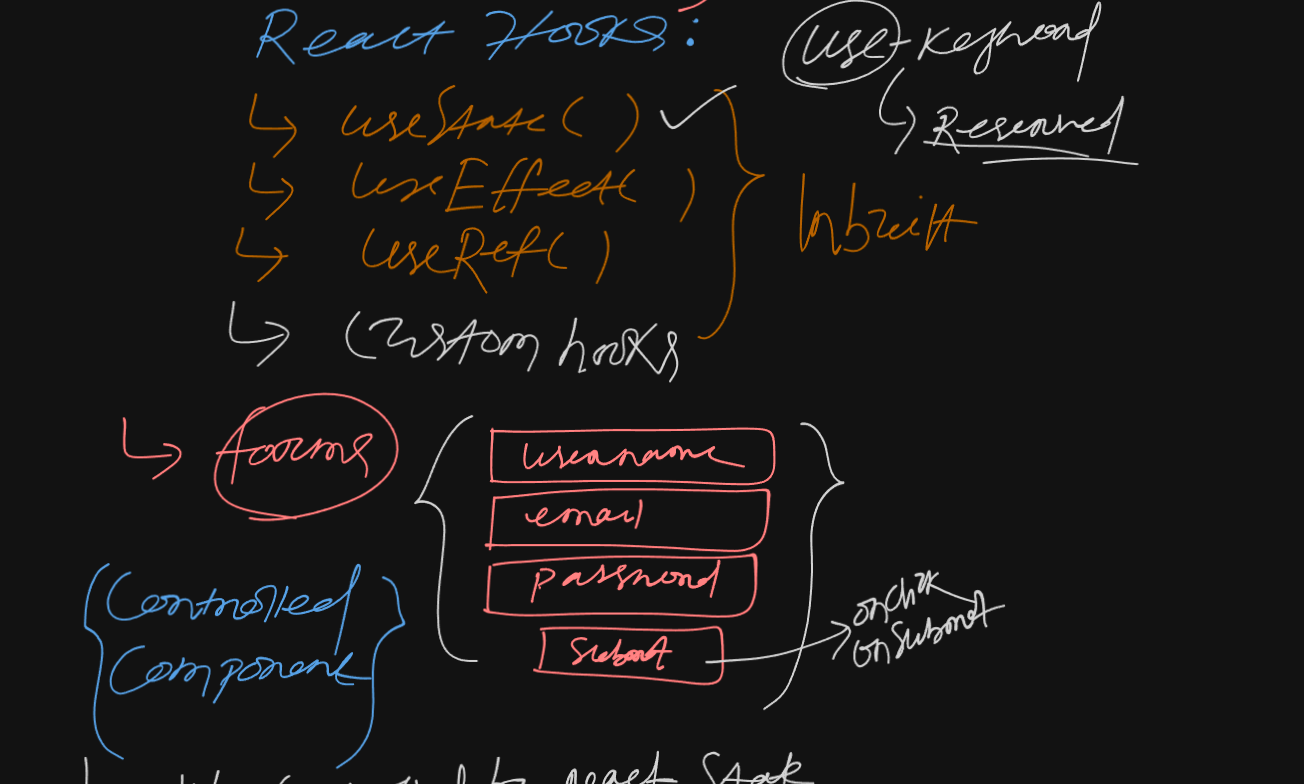 React Hooks:
use-keyword
↳ Reserved
↳ useState( ) ✓
↳ useEffect( )
↳ useRef( )
Inbuilt
↳ Custom hooks
↳ forms
username
email
password
Submit
onClick
onSubmit
Controlled
Component
react State